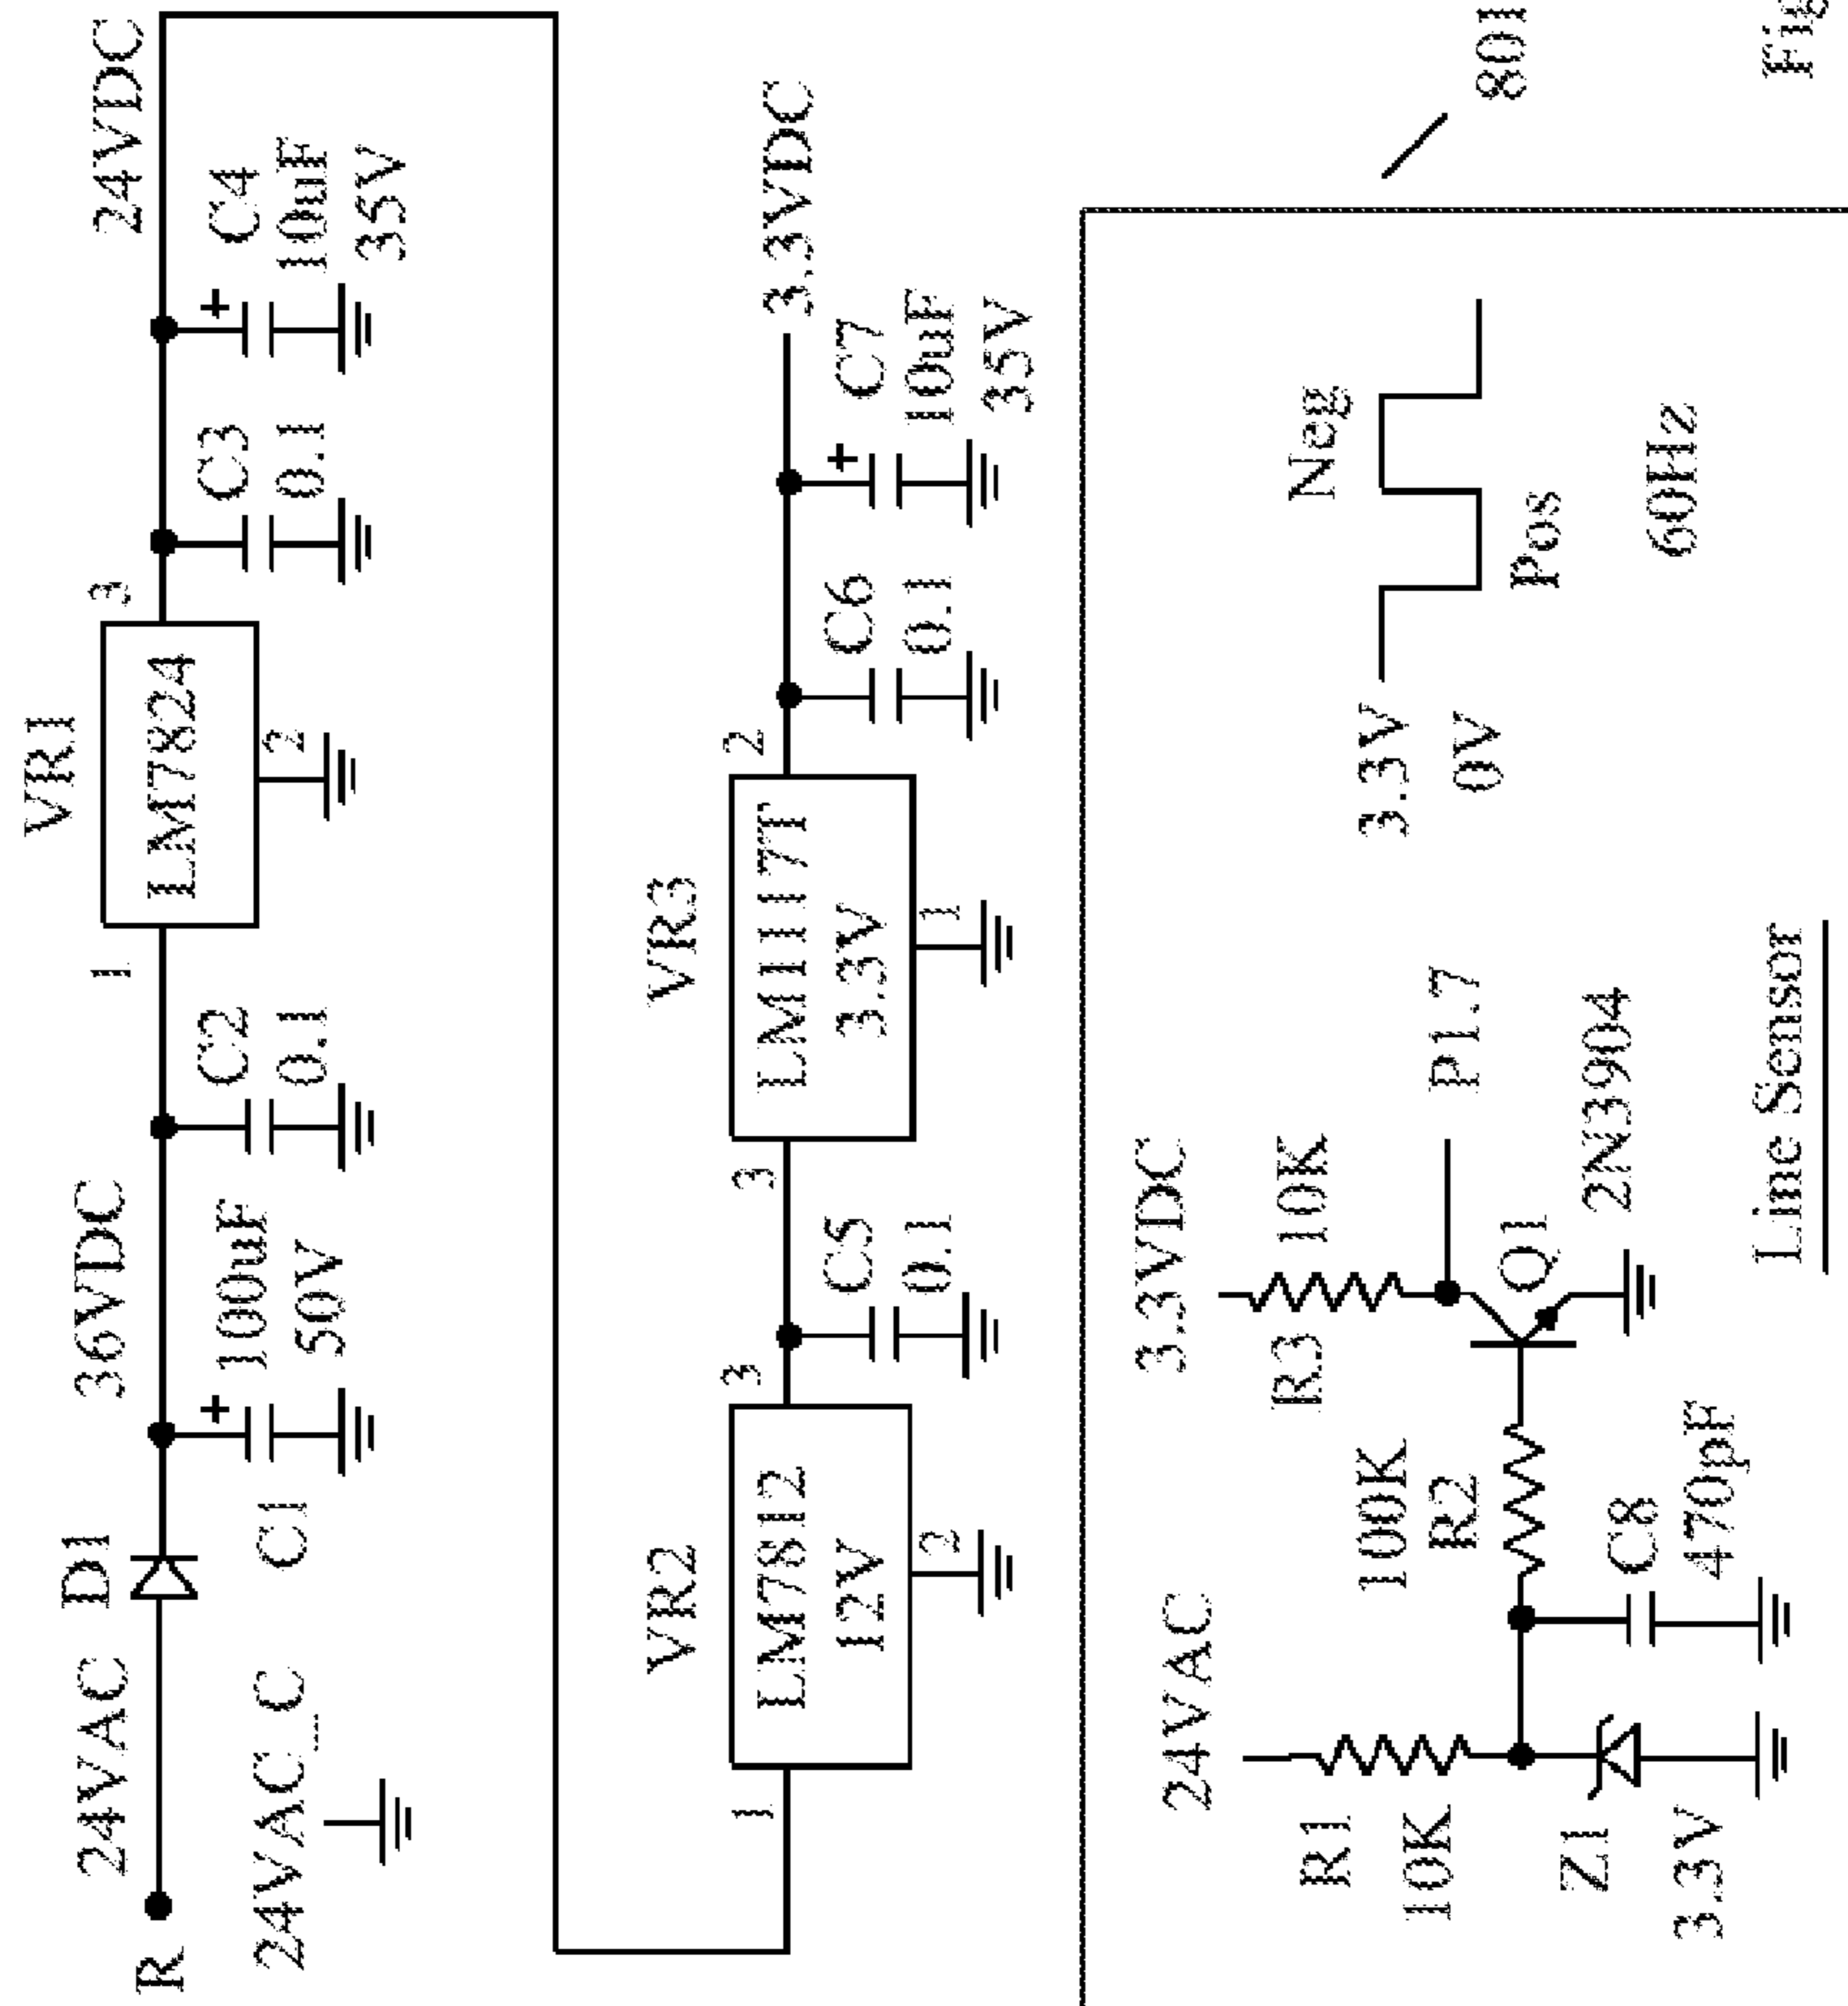 R
24VAC
24VAC_C
D1
C1
36VDC
100uF
50V
C2
0.1
1
VR1
LM7824
2
3
C3
0.1
24VDC
C4
+
10uF
35V
1
VR2
LM7812
12V
2
3
C5
0.1
3
VR3
LM1117T
3.3V
1
2
C6
0.1
3.3VDC
C7
+
10uF
35V
+
24VAC
R1
10K
Z1
3.3V
100K
R2
C8
470pF
3.3VDC
R3
10K
P1.7
Q1
2N3904
Line Sensor
3.3V
0V
Neg
Pos
60Hz
801
Fig